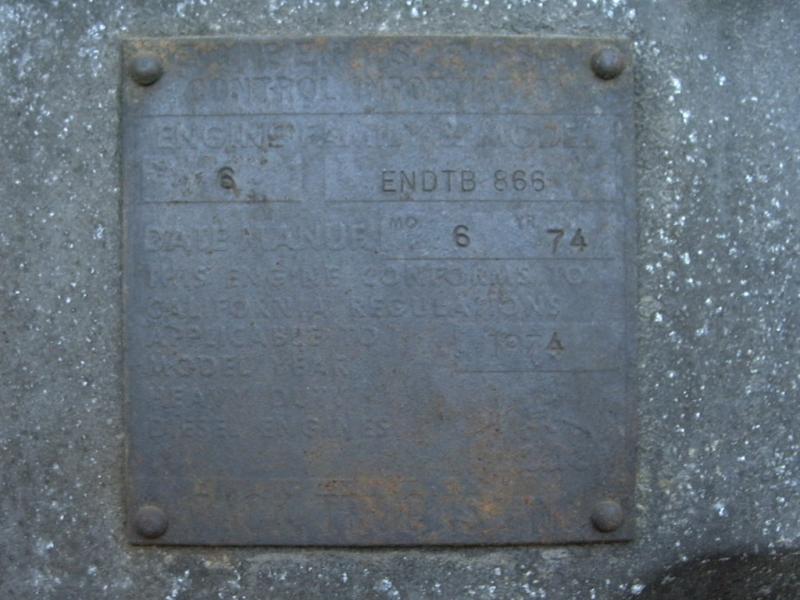 CONTROL INFORMATION
ENGINE FAMILY & MODEL
6 ENDTB 866
DATE MANUF. MO. 6 YR. 74
THIS ENGINE CONFORMS TO
CALIFORNIA REGULATIONS
APPLICABLE TO 1974
MODEL YEAR
HEAVY DUTY
DIESEL ENGINES